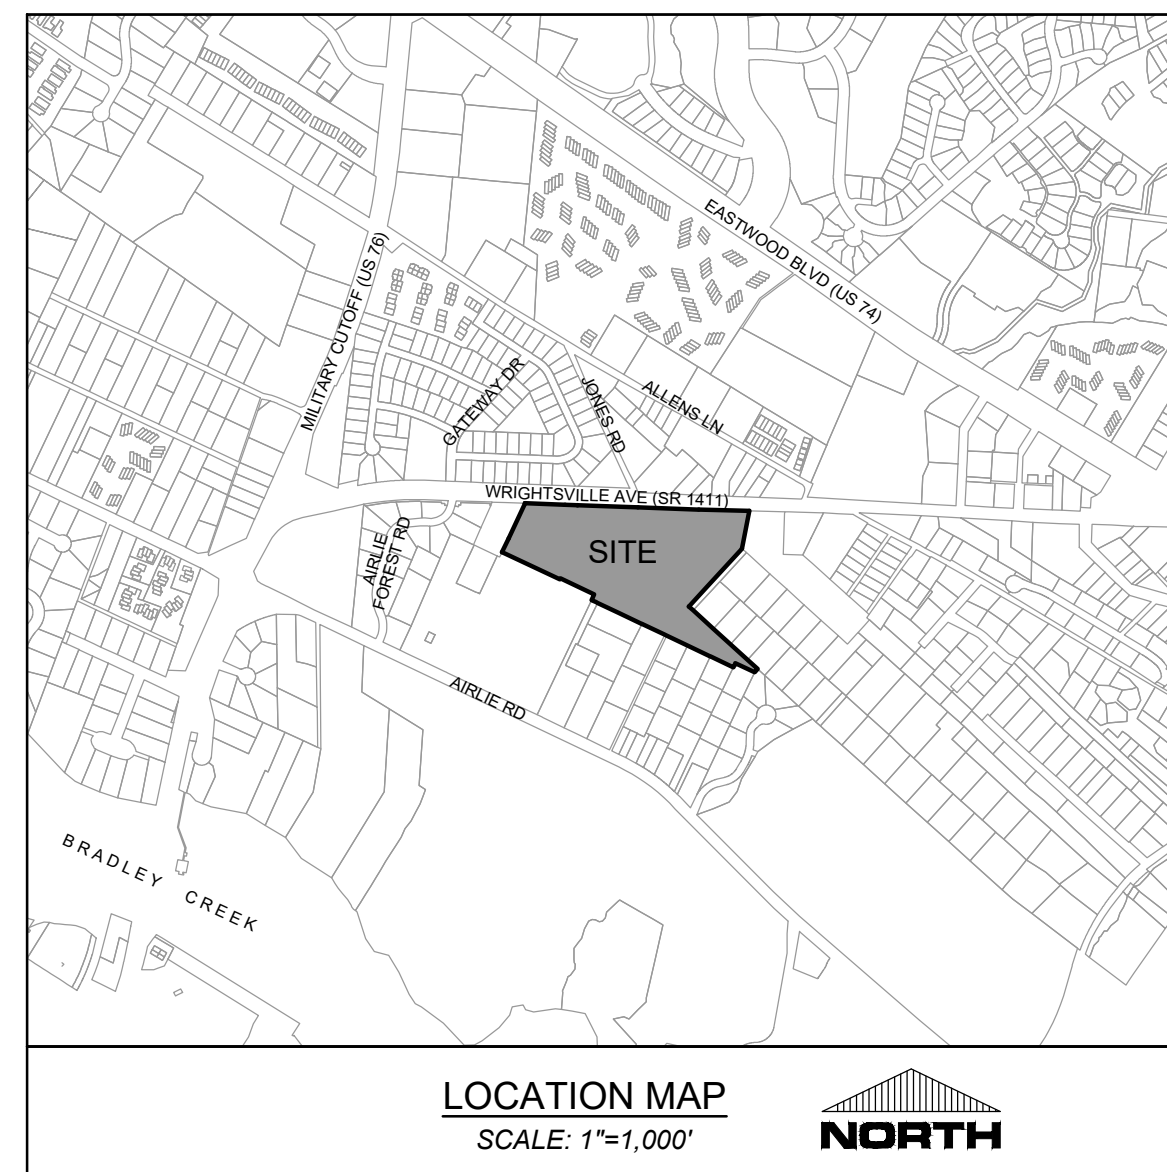 EASTWOOD BLVD (US 74)
MILITARY CUTOFF (US 76)
GATEWAY DR
JONES RD
ALLENS LN
WRIGHTSVILLE AVE (SR 1411)
SITE
AIRLIE
FOREST RD
AIRLIE RD
BRADLEY CREEK
LOCATION MAP
SCALE: 1"=1,000'
NORTH